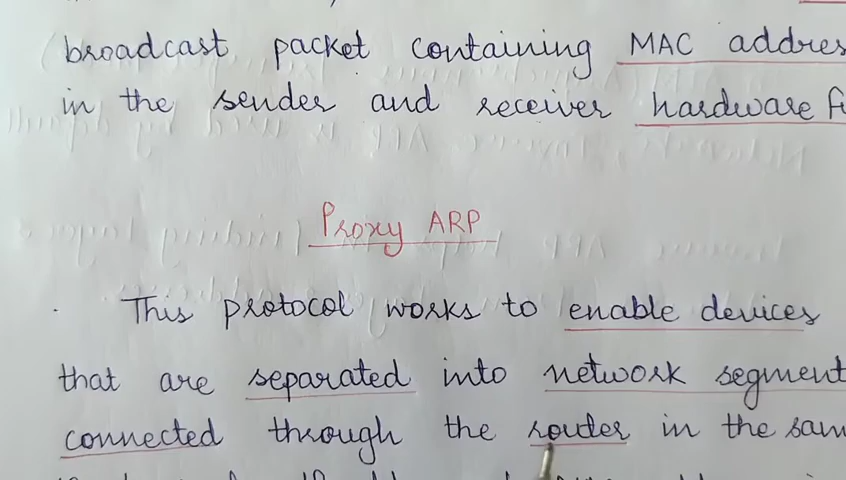 broadcast packet containing MAC addres
in the sender and receiver hardware f
Proxy ARP
This protocol works to enable devices
that are separated into network segment
connected through the router in the sam